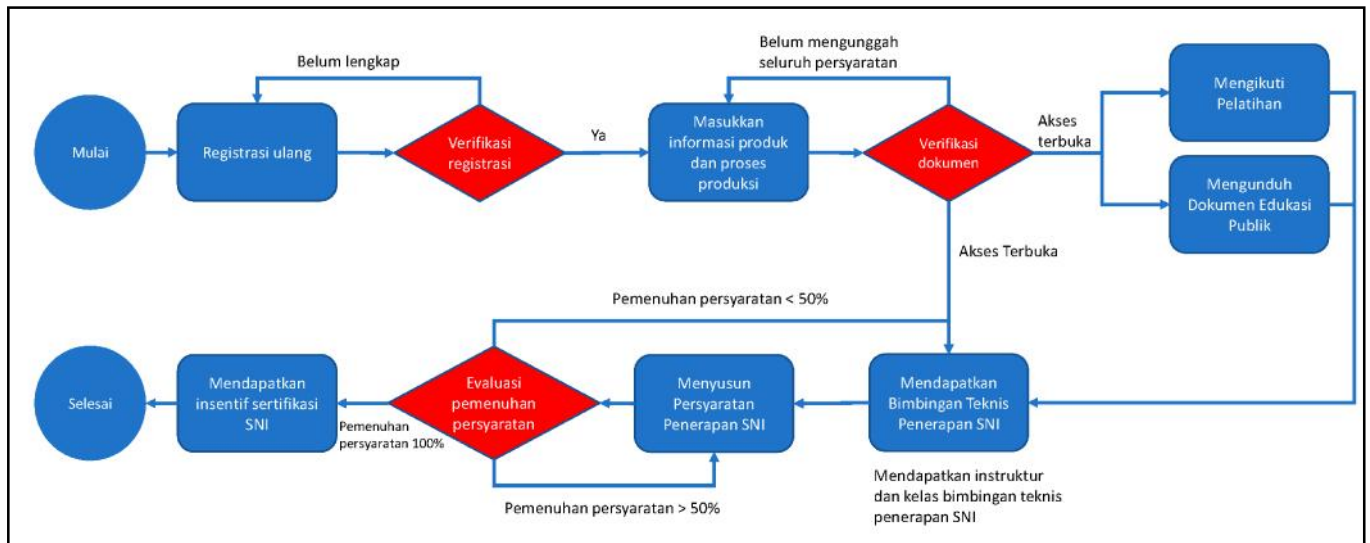 Belum lengkap
Belum mengunggah
seluruh persyaratan
Mulai
Registrasi ulang
Verifikasi
registrasi
Ya
Masukkan
informasi produk
dan proses
produksi
Verifikasi
dokumen
Akses
terbuka
Mengikuti
Pelatihan
Mengunduh
Dokumen Edukasi
Publik
Akses Terbuka
Pemenuhan persyaratan < 50%
Selesai
Mendapatkan
insentif sertifikasi
SNI
Pemenuhan
persyaratan 100%
Evaluasi
pemenuhan
persyaratan
Menyusun
Persyaratan
Penerapan SNI
Mendapatkan
Bimbingan Teknis
Penerapan SNI
Pemenuhan persyaratan > 50%
Mendapatkan instruktur
dan kelas bimbingan teknis
penerapan SNI